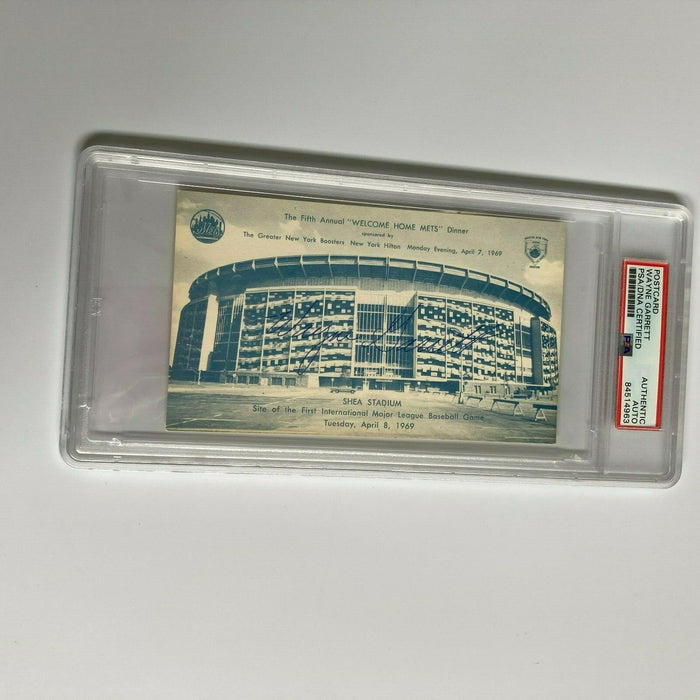 The Fifth Annual "WELCOME HOME METS" Dinner
sponsored by
The Greater New York Boosters New York Hilton Monday Evening, April 7, 1969
Mets
Wayne Garrett
SHEA STADIUM
Site of the First International Major League Baseball Game
Tuesday, April 8, 1969
POSTCARD
WAYNE GARRETT
PSA/DNA CERTIFIED
PSA
AUTHENTIC
AUTO
84514963